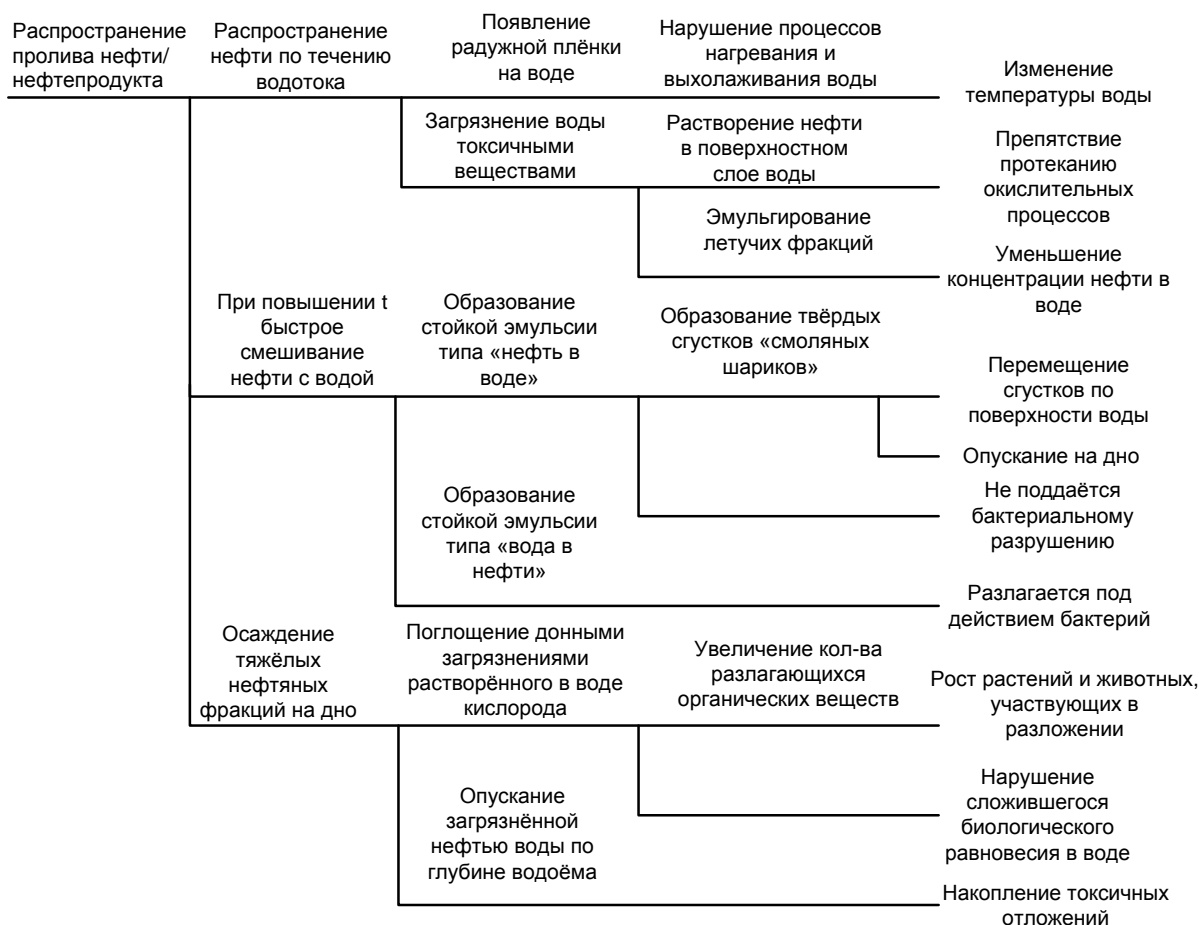 Распространение
пролива нефти/
нефтепродукта
Распространение
нефти по течению
водотока
Появление
радужной плёнки
на воде
Нарушение процессов
нагревания и
выхолаживания воды
Изменение
температуры воды
Загрязнение воды
токсичными
веществами
Растворение нефти
в поверхностном
слое воды
Препятствие
протеканию
окислительных
процессов
Эмульгирование
летучих фракций
Уменьшение
концентрации нефти в
воде
При повышении t
быстрое
смешивание
нефти с водой
Образование
стойкой эмульсии
типа «нефть в
воде»
Образование твёрдых
сгустков «смоляных
шариков»
Перемещение
сгустков по
поверхности воды
Опускание на дно
Не поддаётся
бактериальному
разрушению
Образование
стойкой эмульсии
типа «вода в
нефти»
Разлагается под
действием бактерий
Осаждение
тяжёлых
нефтяных
фракций на дно
Поглощение донными
загрязнениями
растворённого в воде
кислорода
Увеличение кол-ва
разлагающихся
органических веществ
Рост растений и животных,
участвующих в
разложении
Нарушение
сложившегося
биологического
равновесия в воде
Опускание
загрязнённой
нефтью воды по
глубине водоёма
Накопление токсичных
отложений